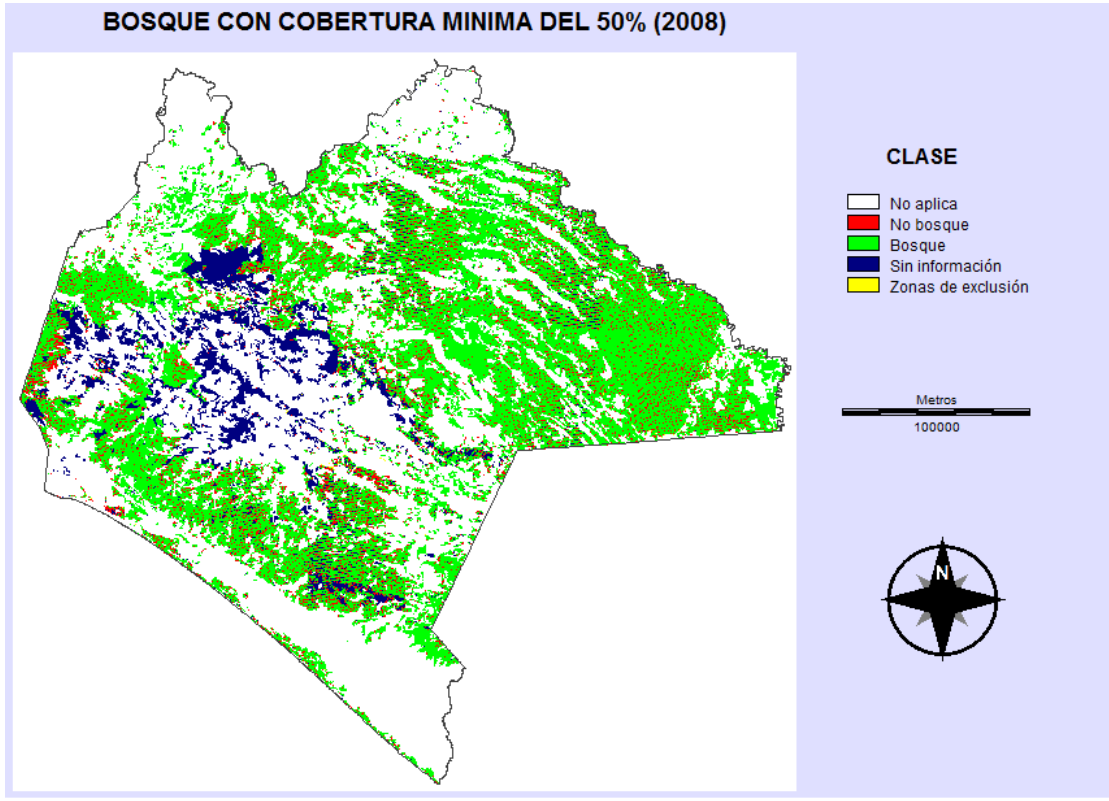 BOSQUE CON COBERTURA MINIMA DEL 50% (2008)
CLASE
No aplica
No bosque
Bosque
Sin información
Zonas de exclusión
Metros
100000
N